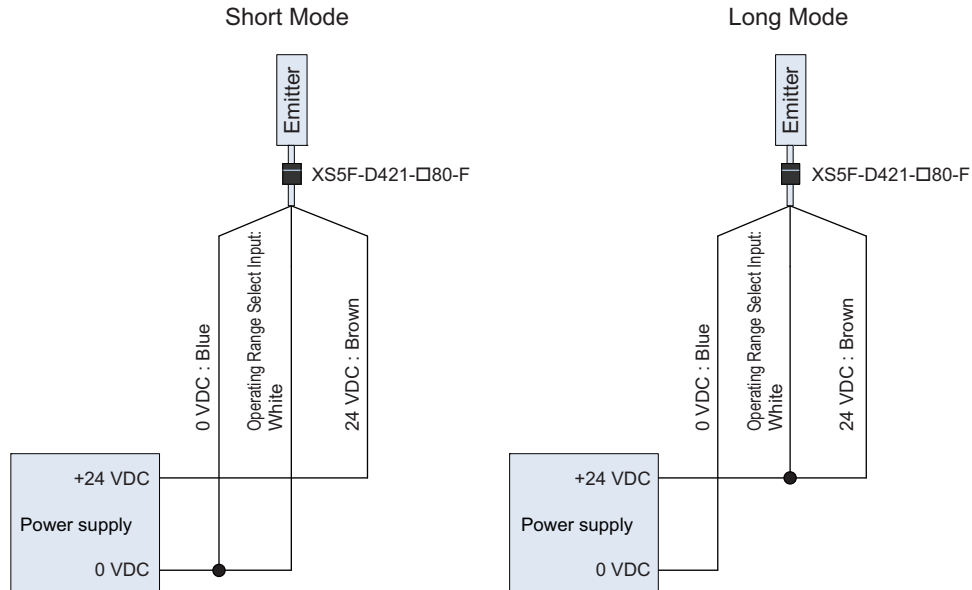 Short Mode
Emitter
XS5F-D421-□80-F
0 VDC : Blue
Operating Range Select Input:
White
24 VDC : Brown
+24 VDC
Power supply
0 VDC
Long Mode
Emitter
XS5F-D421-□80-F
0 VDC : Blue
Operating Range Select Input:
White
24 VDC : Brown
+24 VDC
Power supply
0 VDC